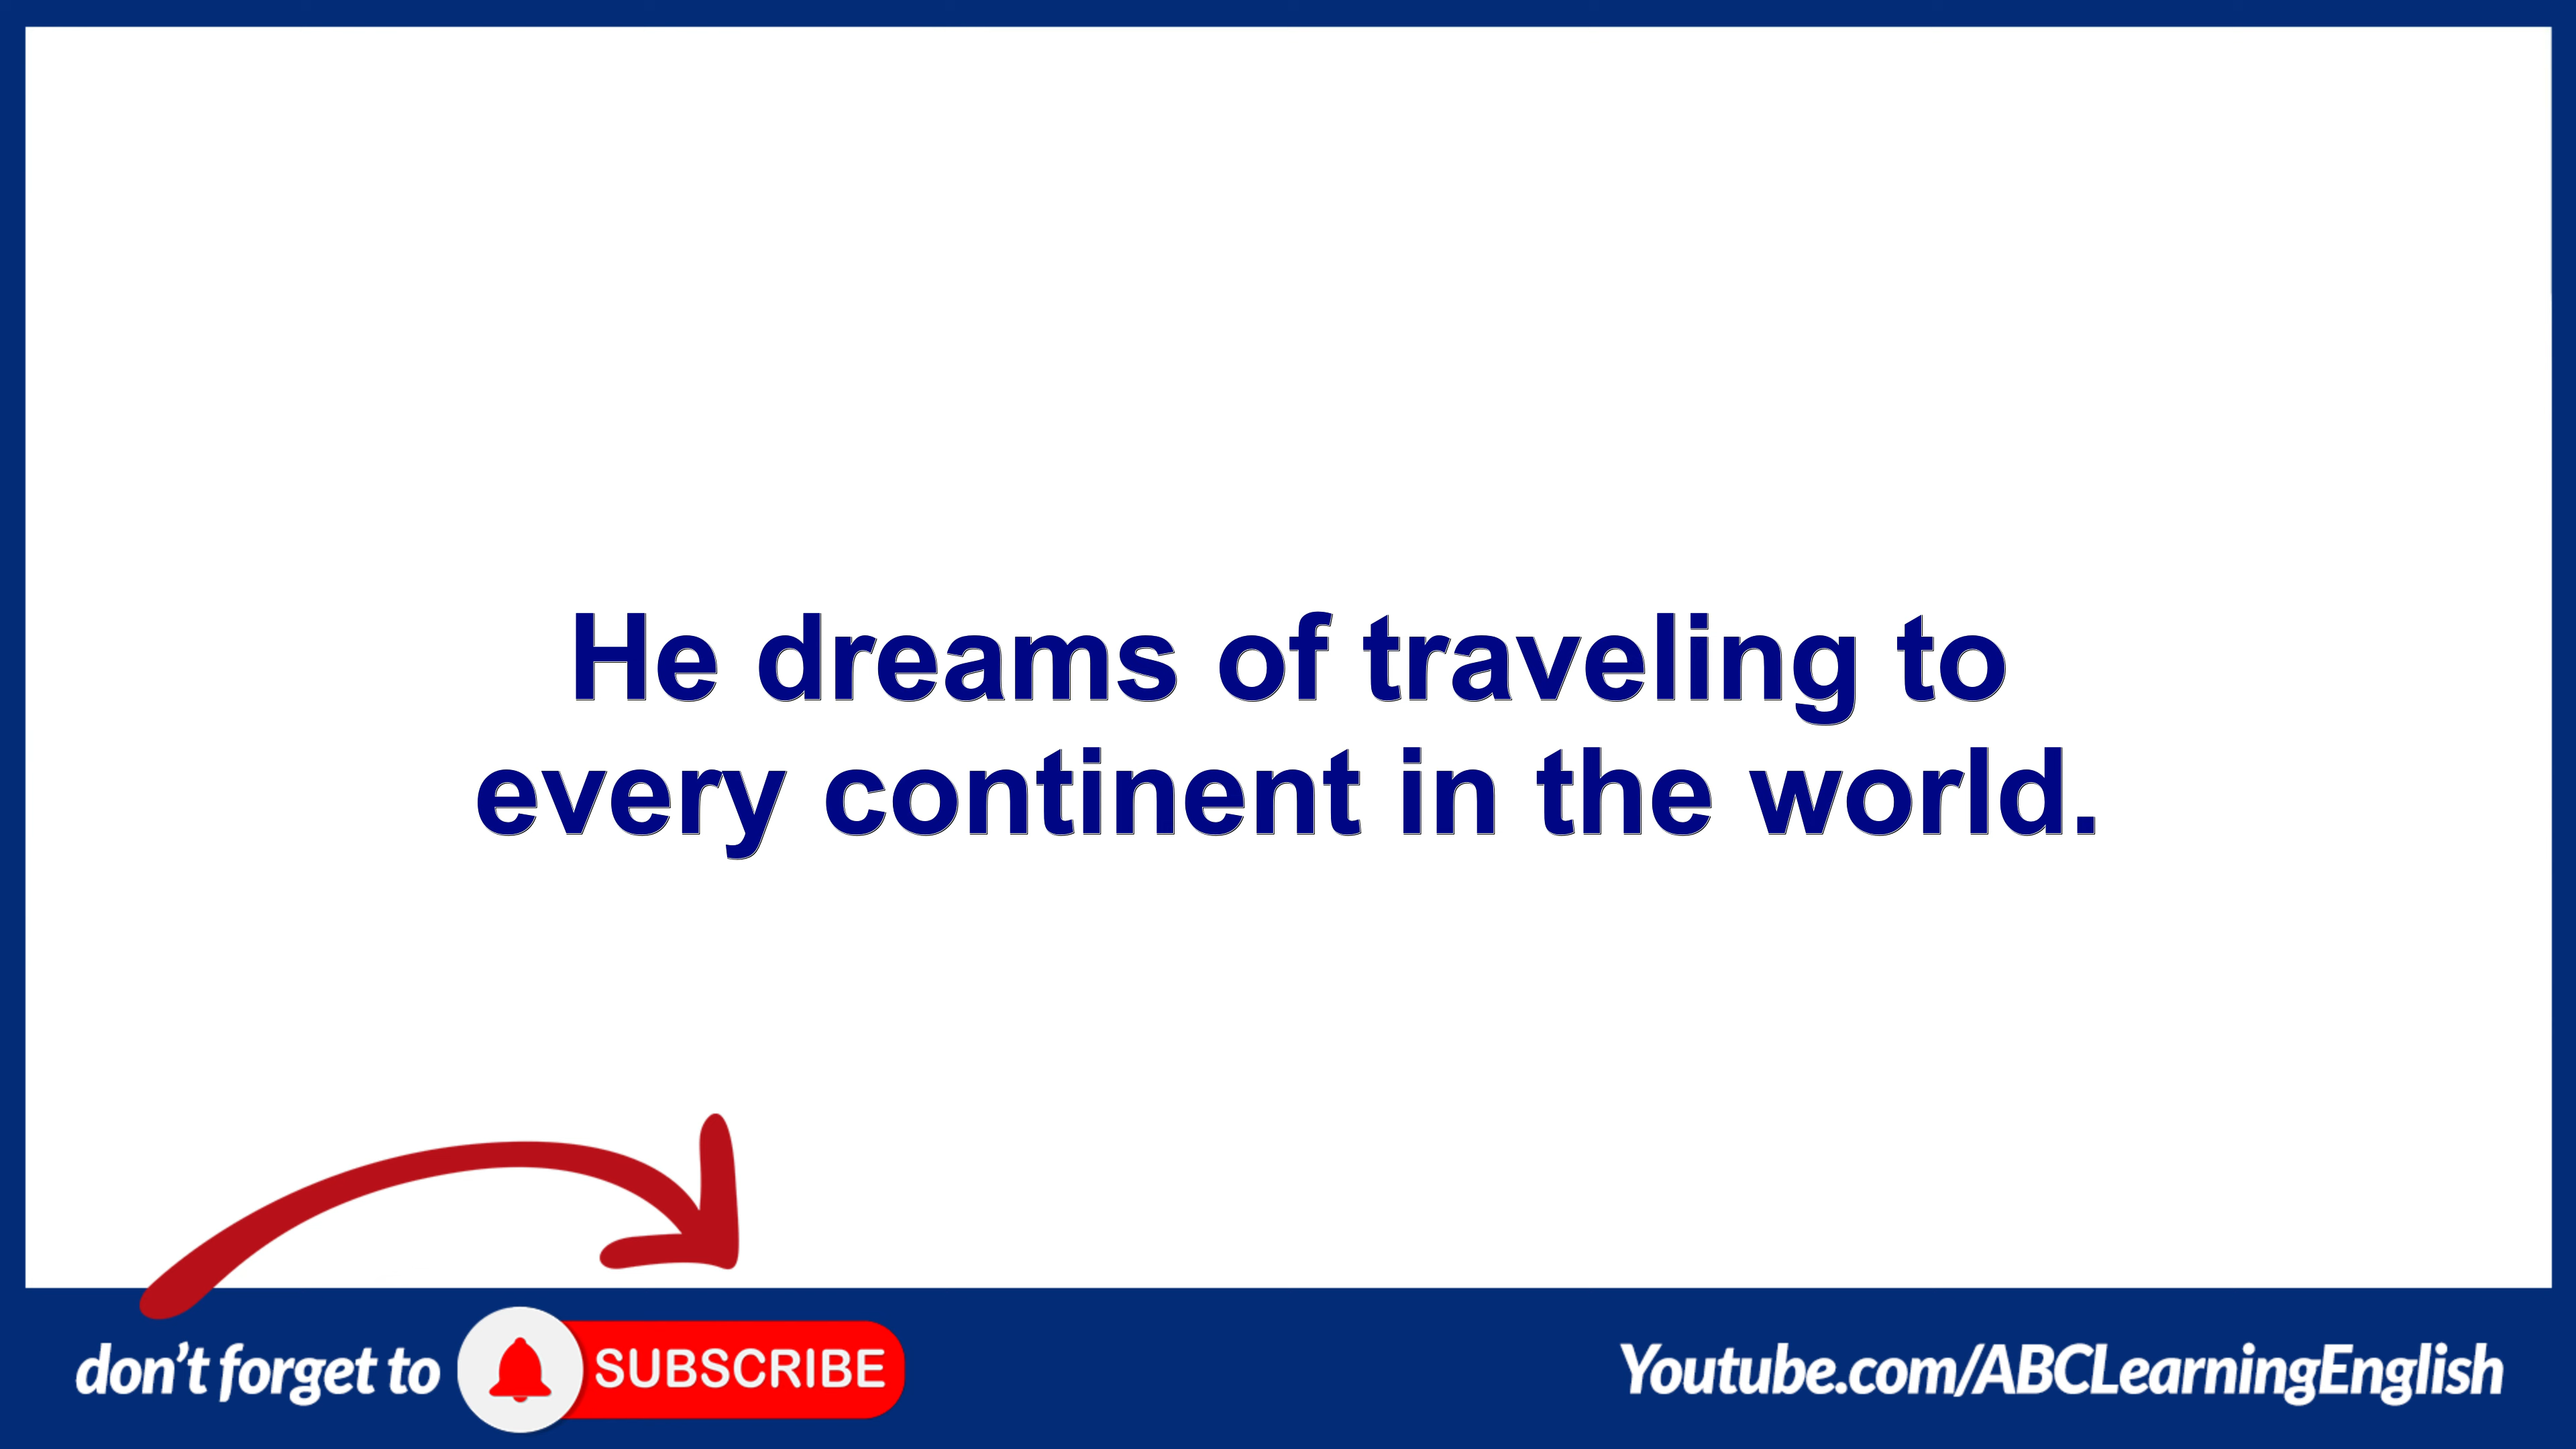 He dreams of traveling to
every continent in the world.
don't forget to SUBSCRIBE
Youtube.com/ABCLearningEnglish